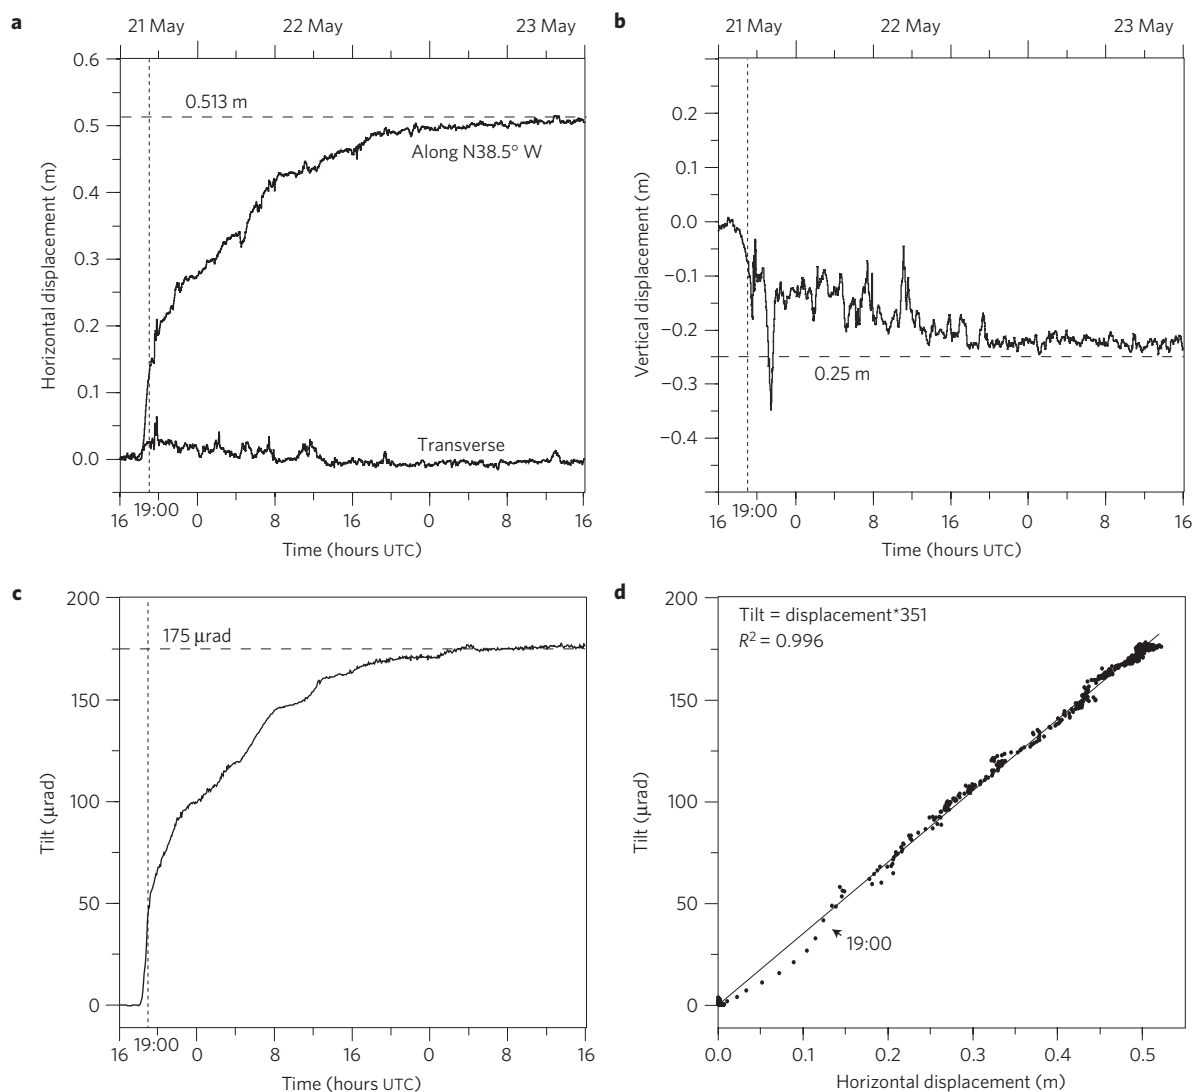 a
21 May
22 May
23 May
0.6
0.5
0.4
0.3
0.2
0.1
0.0
Horizontal displacement (m)
0.513 m
Along N38.5° W
Transverse
16
19:00
0
8
16
0
8
16
Time (hours UTC)
b
21 May
22 May
23 May
0.2
0.1
0.0
−0.1
−0.2
−0.3
−0.4
Vertical displacement (m)
0.25 m
16
19:00
0
8
16
0
8
16
Time (hours UTC)
c
200
150
100
50
0
Tilt (μrad)
175 μrad
16
19:00
0
8
16
0
8
16
Time (hours UTC)
d
200
150
100
50
0
Tilt (μrad)
Tilt = displacement*351
R² = 0.996
19:00
0.0
0.1
0.2
0.3
0.4
0.5
Horizontal displacement (m)